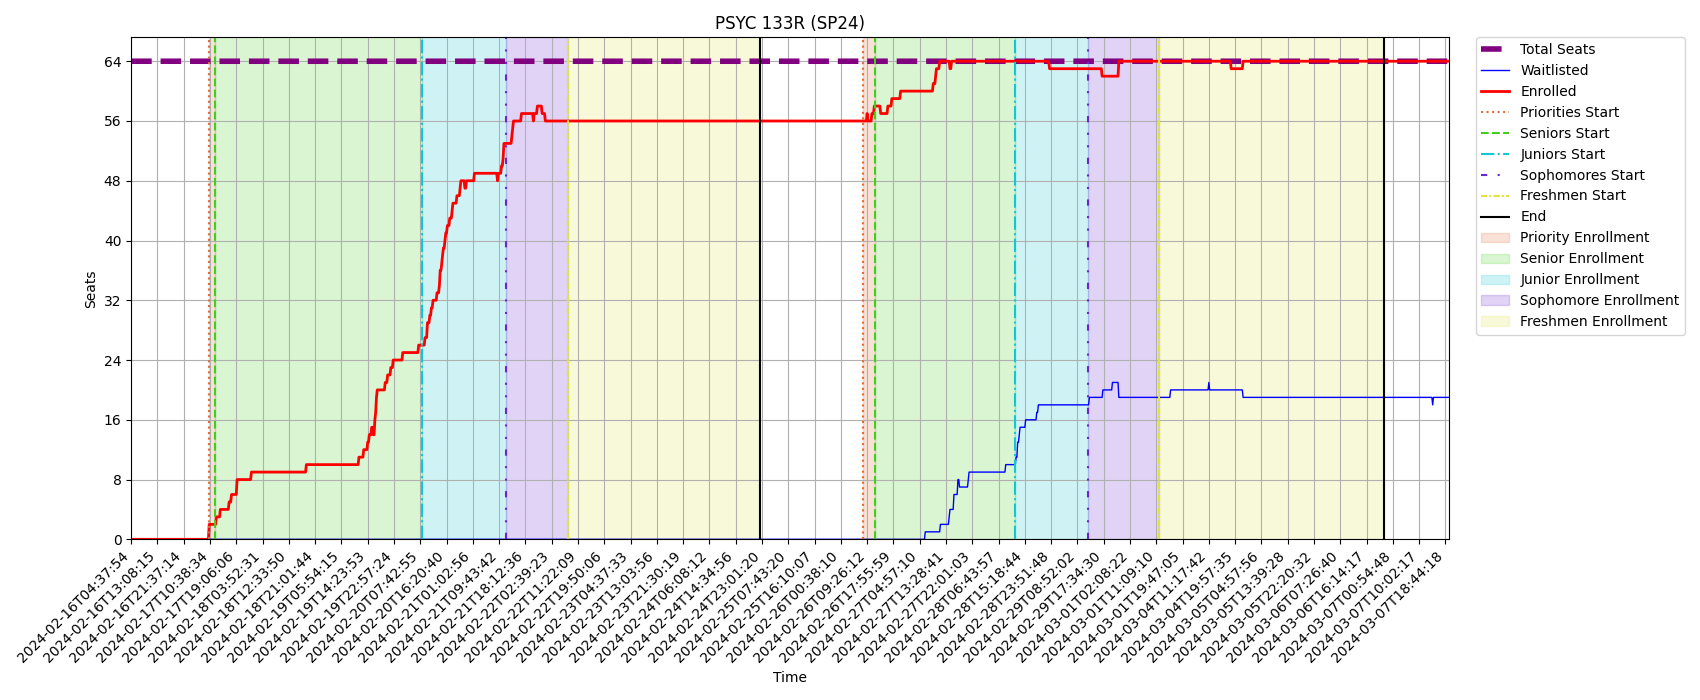 PSYC 133R (SP24)
Seats
64
56
48
40
32
24
16
8
0
2024-02-16T04:37:54
2024-02-16T13:08:15
2024-02-16T21:37:14
2024-02-17T10:38:34
2024-02-17T19:06:06
2024-02-18T03:52:31
2024-02-18T12:33:50
2024-02-18T21:01:44
2024-02-19T05:54:15
2024-02-19T14:23:53
2024-02-19T22:57:24
2024-02-20T07:42:55
2024-02-20T16:20:40
2024-02-21T01:02:56
2024-02-21T09:43:42
2024-02-21T18:12:36
2024-02-22T02:39:23
2024-02-22T11:22:09
2024-02-22T19:50:06
2024-02-23T04:37:33
2024-02-23T13:03:56
2024-02-23T21:30:19
2024-02-24T06:08:12
2024-02-24T14:34:56
2024-02-24T23:01:20
2024-02-25T07:43:20
2024-02-25T16:10:07
2024-02-26T00:38:10
2024-02-26T09:26:12
2024-02-26T17:55:59
2024-02-27T04:57:10
2024-02-27T13:28:41
2024-02-27T22:01:03
2024-02-28T06:43:57
2024-02-28T15:18:44
2024-02-28T23:51:48
2024-02-29T08:52:02
2024-02-29T17:34:30
2024-03-01T02:08:22
2024-03-01T11:09:10
2024-03-01T19:47:05
2024-03-04T11:17:42
2024-03-04T19:57:35
2024-03-05T04:57:56
2024-03-05T13:39:28
2024-03-05T22:20:32
2024-03-06T07:26:40
2024-03-06T16:14:17
2024-03-07T00:54:48
2024-03-07T10:02:17
2024-03-07T18:44:18
Time
Total Seats
Waitlisted
Enrolled
Priorities Start
Seniors Start
Juniors Start
Sophomores Start
Freshmen Start
End
Priority Enrollment
Senior Enrollment
Junior Enrollment
Sophomore Enrollment
Freshmen Enrollment